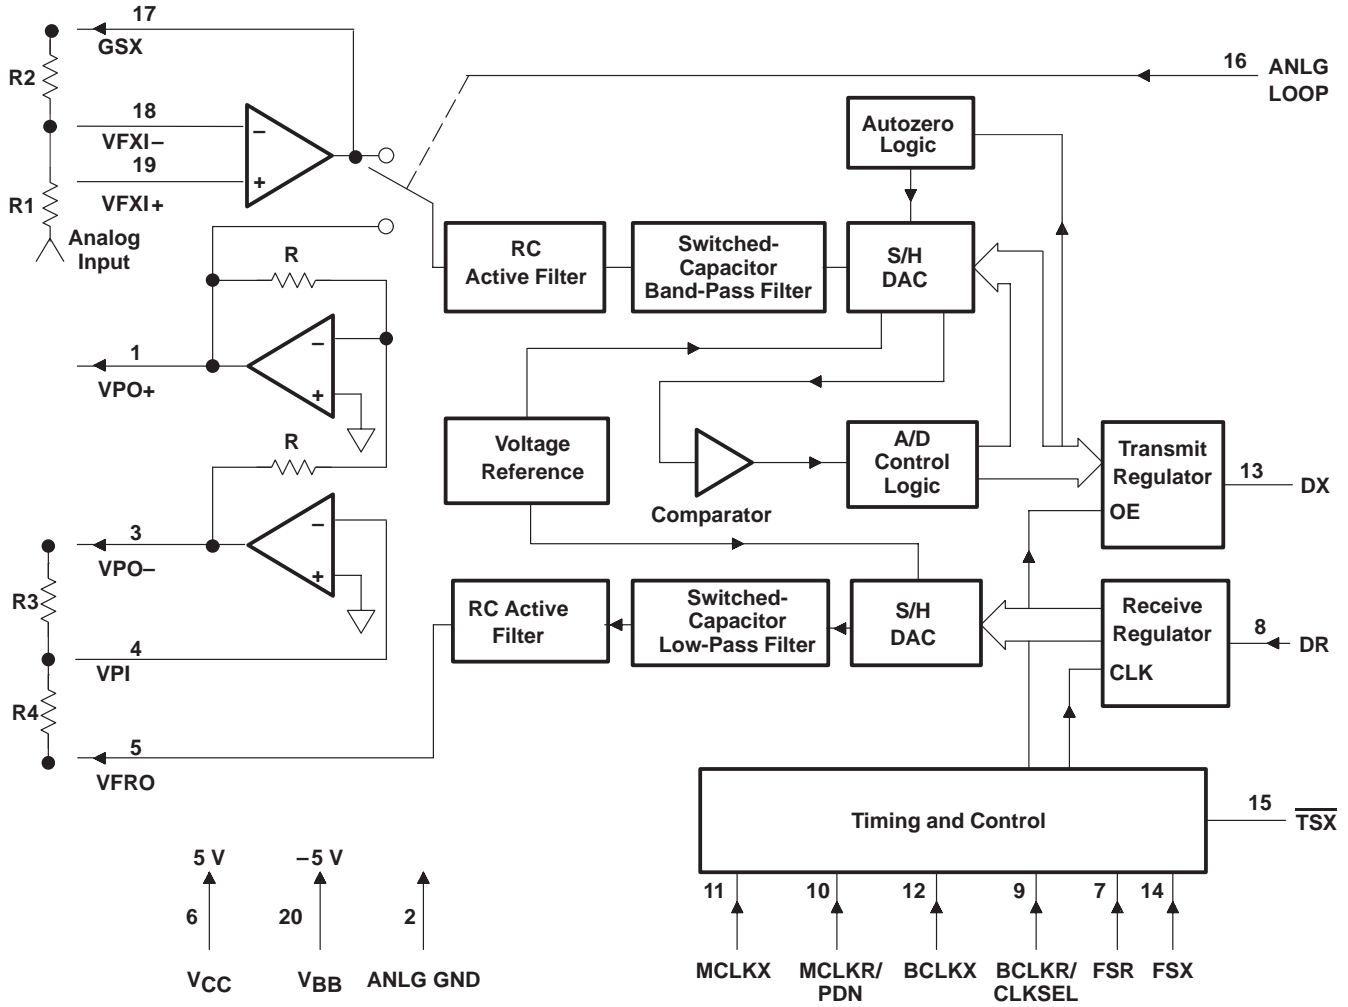 17
GSX
R2
18
VFXI–
19
VFXI+
R1
Analog
Input
–
+
16
ANLG
LOOP
Autozero
Logic
RC
Active Filter
Switched-
Capacitor
Band-Pass Filter
S/H
DAC
R
–
+
1
VPO+
R
–
+
3
VPO–
R3
4
VPI
R4
5
VFRO
Voltage
Reference
Comparator
A/D
Control
Logic
Transmit
Regulator
OE
13
DX
RC Active
Filter
Switched-
Capacitor
Low-Pass Filter
S/H
DAC
Receive
Regulator
CLK
8
DR
Timing and Control
15
TSX
5 V
–5 V
6
20
2
VCC
VBB
ANLG GND
11
10
12
9
7
14
MCLKX
MCLKR/
PDN
BCLKX
BCLKR/
CLKSEL
FSR
FSX